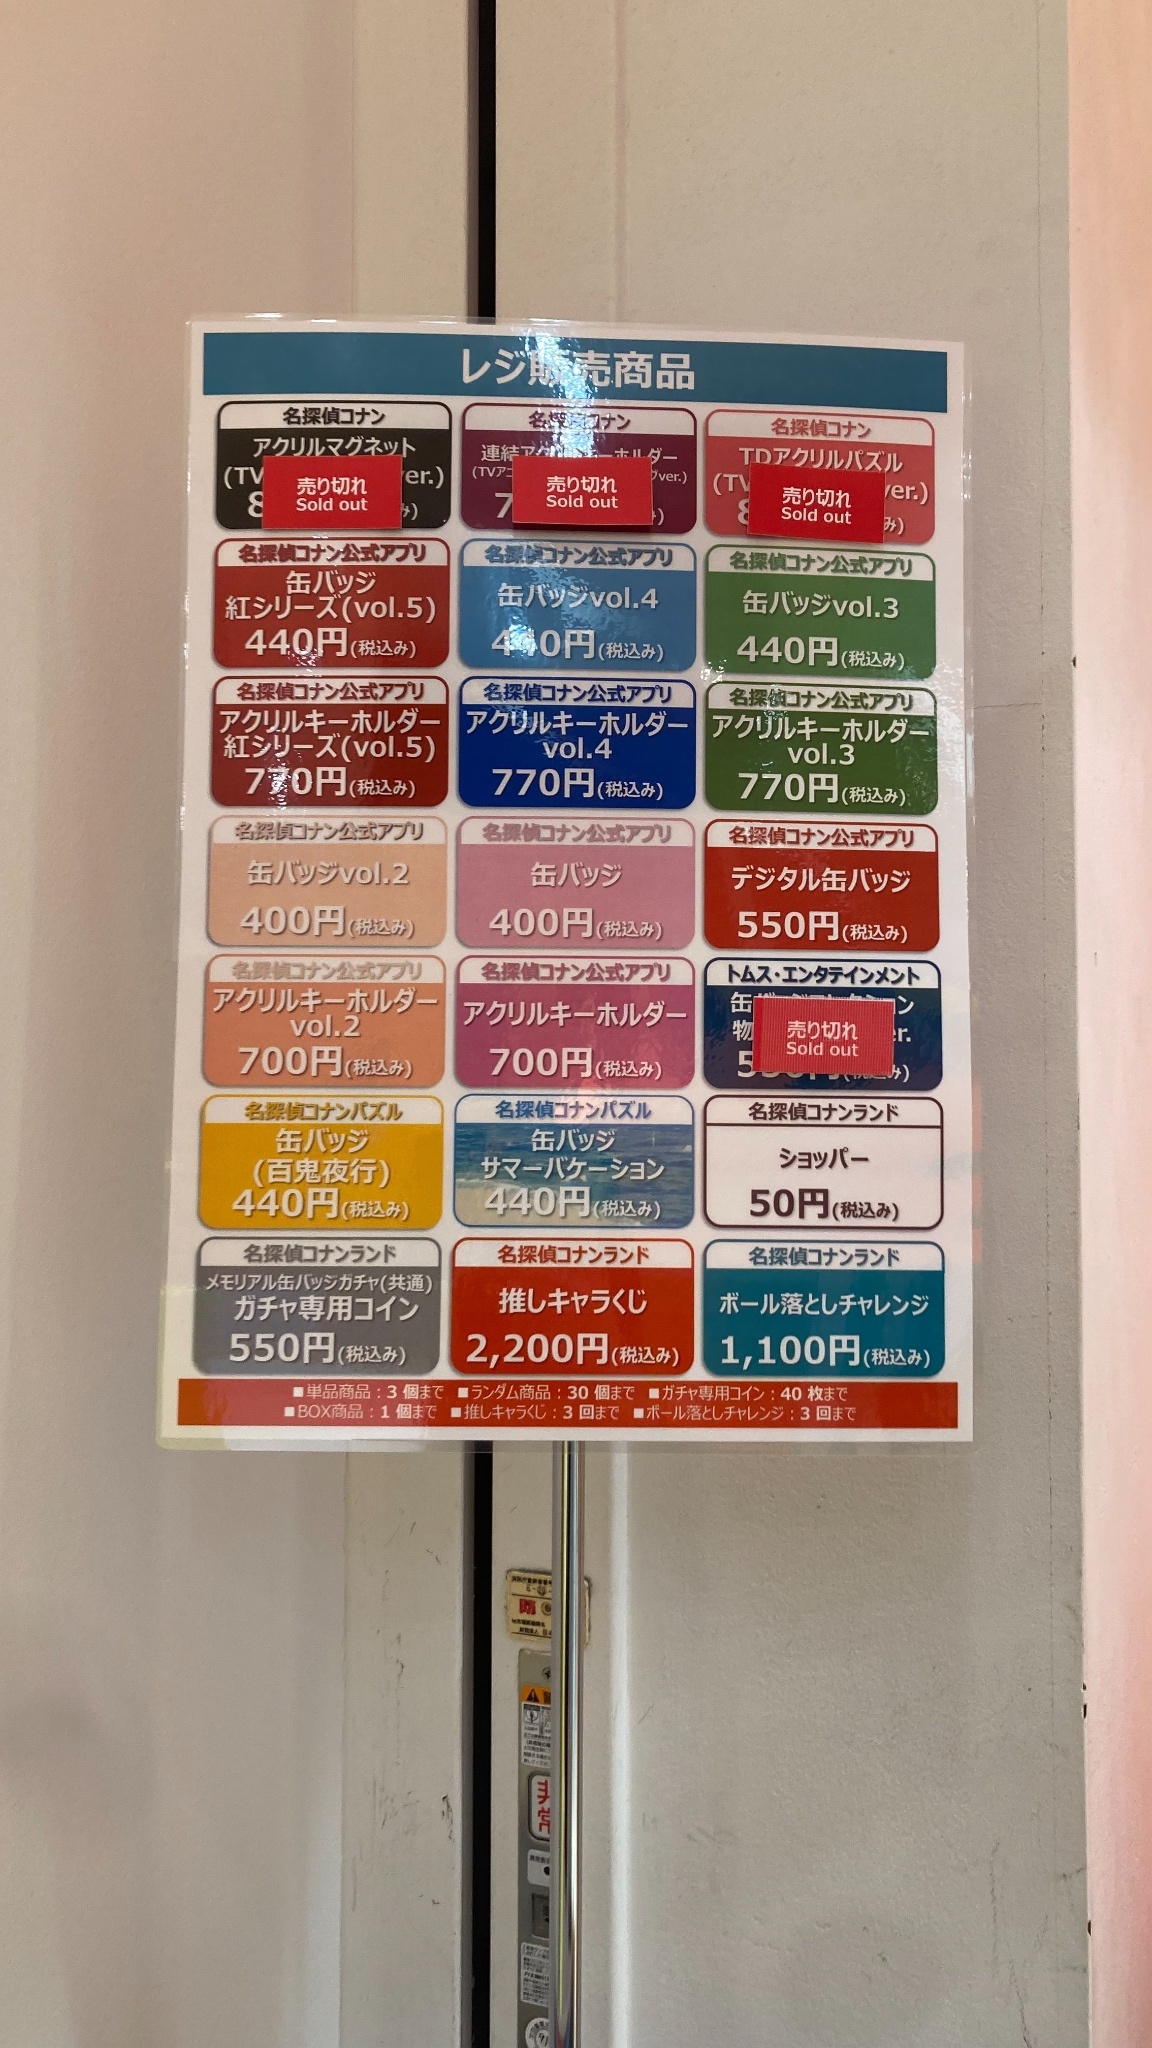 レジ販売商品
名探偵コナン
アクリルマグネット
(TV ver.)
8
売り切れ
Sold out
名探偵コナン
連結 キーホルダー
(TVアニ ver.)
7
売り切れ
Sold out
名探偵コナン
TDアクリルパズル
(TV ver.)
8
売り切れ
Sold out
名探偵コナン公式アプリ
缶バッジ
紅シリーズ(vol.5)
440円(税込み)
名探偵コナン公式アプリ
缶バッジvol.4
440円(税込み)
名探偵コナン公式アプリ
缶バッジvol.3
440円(税込み)
名探偵コナン公式アプリ
アクリルキーホルダー
紅シリーズ(vol.5)
770円(税込み)
名探偵コナン公式アプリ
アクリルキーホルダー
vol.4
770円(税込み)
名探偵コナン公式アプリ
アクリルキーホルダー
vol.3
770円(税込み)
名探偵コナン公式アプリ
缶バッジvol.2
400円(税込み)
名探偵コナン公式アプリ
缶バッジ
400円(税込み)
名探偵コナン公式アプリ
デジタル缶バッジ
550円(税込み)
名探偵コナン公式アプリ
アクリルキーホルダー
vol.2
700円(税込み)
名探偵コナン公式アプリ
アクリルキーホルダー
700円(税込み)
トムス・エンタテインメント
缶 ン
物 er.
売り切れ
Sold out
名探偵コナンパズル
缶バッジ
(百鬼夜行)
440円(税込み)
名探偵コナンパズル
缶バッジ
サマーバケーション
440円(税込み)
名探偵コナンランド
ショッパー
50円(税込み)
名探偵コナンランド
メモリアル缶バッジガチャ(共通)
ガチャ専用コイン
550円(税込み)
名探偵コナンランド
推しキャラくじ
2,200円(税込み)
名探偵コナンランド
ボール落としチャレンジ
1,100円(税込み)
■単品商品：3 個まで ■ランダム商品：30 個まで ■ガチャ専用コイン：40 枚まで
■BOX商品：1 個まで ■推しキャラくじ：3 回まで ■ボール落としチャレンジ：3 回まで